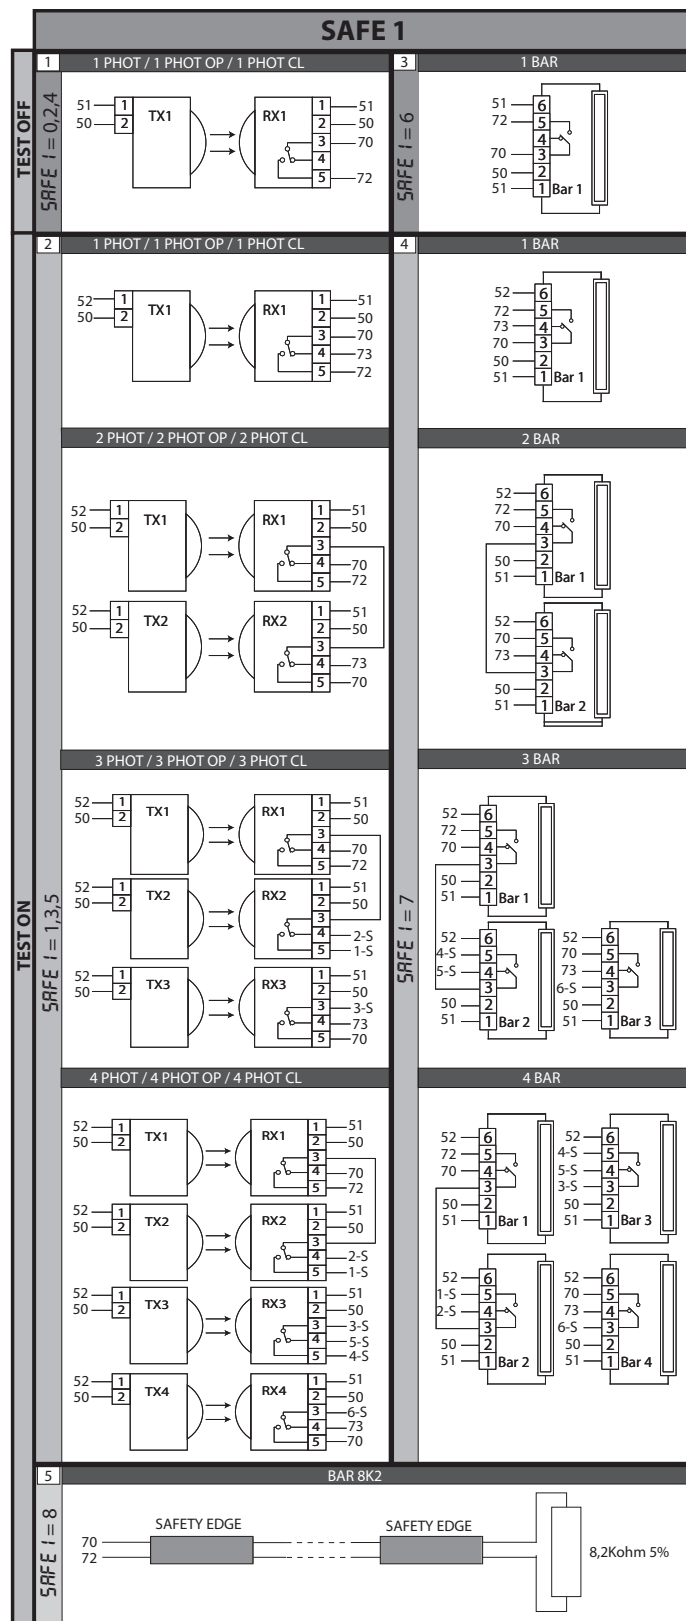 SAFE 1
TEST OFF
SAFE 1 = 0,2,4
1 1 PHOT / 1 PHOT OP / 1 PHOT CL
51 1 TX1 RX1 1 51
50 2 2 50
3 70
4
5 72
SAFE 1 = 6
3 1 BAR
51 6
72 5
4
70 3
50 2
51 1 Bar 1
TEST ON
SAFE 1 = 1,3,5
2 1 PHOT / 1 PHOT OP / 1 PHOT CL
52 1 TX1 RX1 1 51
50 2 2 50
3 70
4 73
5 72
2 PHOT / 2 PHOT OP / 2 PHOT CL
52 1 TX1 RX1 1 51
50 2 2 50
3
4 70
5 72
52 1 TX2 RX2 1 51
50 2 2 50
3
4 73
5 70
3 PHOT / 3 PHOT OP / 3 PHOT CL
52 1 TX1 RX1 1 51
50 2 2 50
3
4 70
5 72
52 1 TX2 RX2 1 51
50 2 2 50
3
4 2-S
5 1-S
52 1 TX3 RX3 1 51
50 2 2 50
3 3-S
4 73
5 70
4 PHOT / 4 PHOT OP / 4 PHOT CL
52 1 TX1 RX1 1 51
50 2 2 50
3
4 70
5 72
52 1 TX2 RX2 1 51
50 2 2 50
3
4 2-S
5 1-S
52 1 TX3 RX3 1 51
50 2 2 50
3 3-S
4 5-S
5 4-S
52 1 TX4 RX4 1 51
50 2 2 50
3 6-S
4 73
5 70
SAFE 1 = 7
4 1 BAR
52 6
72 5
73 4
70 3
50 2
51 1 Bar 1
2 BAR
52 6
72 5
70 4
3
50 2
51 1 Bar 1
52 6
70 5
73 4
3
50 2
51 1 Bar 2
3 BAR
52 6
72 5
70 4
3
50 2
51 1 Bar 1
52 6
4-S 5
5-S 4
3
50 2
51 1 Bar 2
52 6
70 5
73 4
6-S 3
50 2
51 1 Bar 3
4 BAR
52 6
72 5
70 4
3
50 2
51 1 Bar 1
52 6
4-S 5
5-S 4
3-S 3
50 2
51 1 Bar 3
52 6
1-S 5
2-S 4
3
50 2
51 1 Bar 2
52 6
70 5
73 4
6-S 3
50 2
51 1 Bar 4
SAFE 1 = 8
5 BAR 8K2
SAFETY EDGE SAFETY EDGE
70
72
8,2Kohm 5%